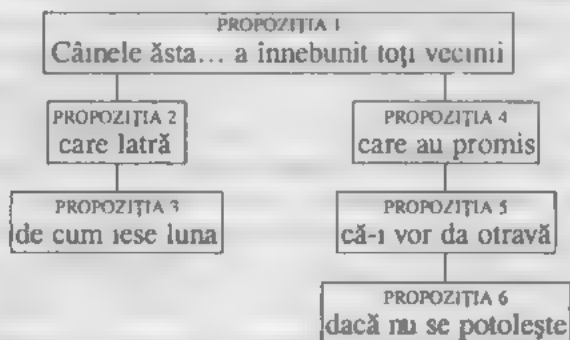 PROPOZIȚIA 1
Câinele ăsta... a înnebunit toți vecinii
PROPOZIȚIA 2
care latră
PROPOZIȚIA 4
care au promis
PROPOZIȚIA 3
de cum iese luna
PROPOZIȚIA 5
că-i vor da otravă
PROPOZIȚIA 6
dacă nu se potolește